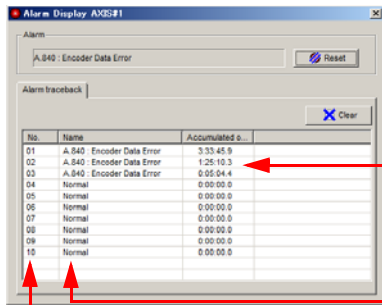 Alarm Display AXIS#1
Alarm
A.840 : Encoder Data Error
Reset
Alarm traceback
Clear
No. Name Accumulated o...
01 A.840 : Encoder Data Error 3:33:45.9
02 A.840 : Encoder Data Error 1:25:10.3
03 A.840 : Encoder Data Error 0:05:04.4
04 Normal 0:00:00.0
05 Normal 0:00:00.0
06 Normal 0:00:00.0
07 Normal 0:00:00.0
08 Normal 0:00:00.0
09 Normal 0:00:00.0
10 Normal 0:00:00.0